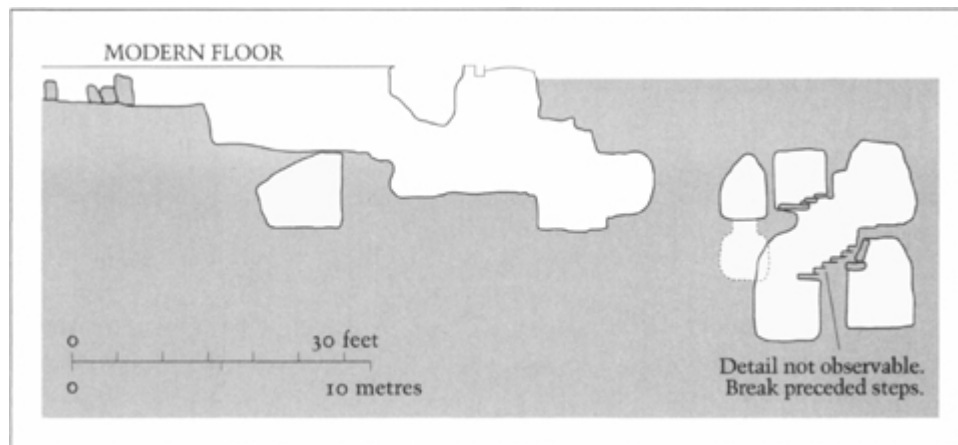 MODERN FLOOR
0 30 feet
0 10 metres
Detail not observable.
Break preceded steps.